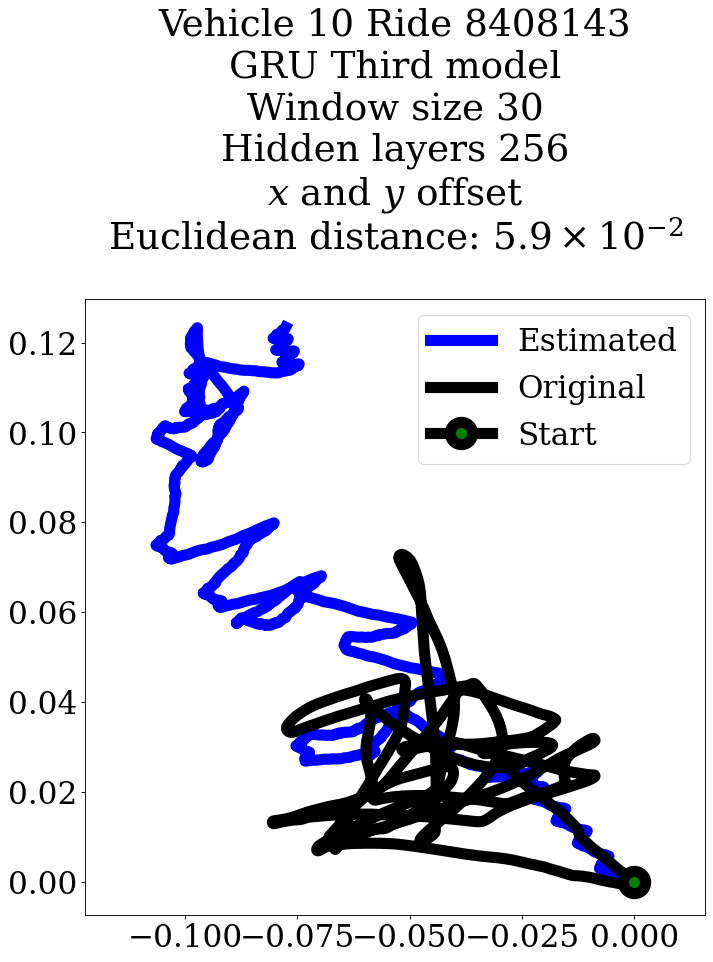 Vehicle 10 Ride 8408143
GRU Third model
Window size 30
Hidden layers 256
x and y offset
Euclidean distance: 5.9 × 10⁻²
Estimated
Original
Start
0.12
0.10
0.08
0.06
0.04
0.02
0.00
−0.100 −0.075 −0.050 −0.025 0.000